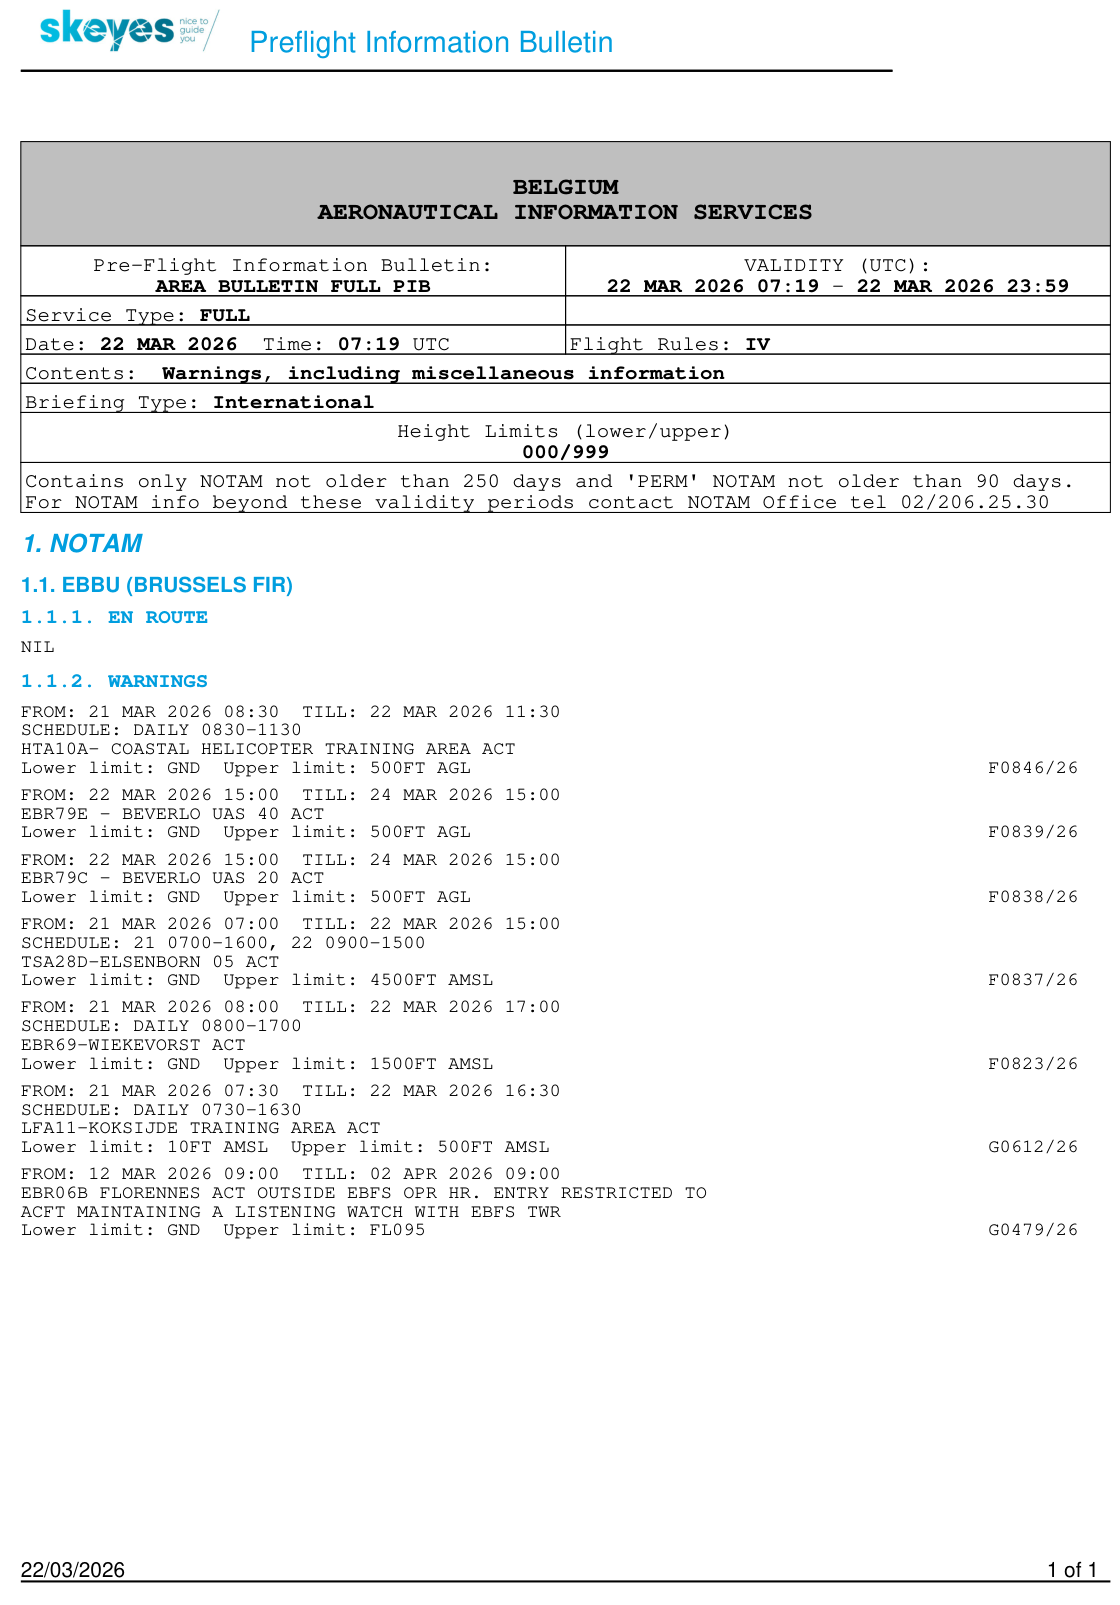 skeyes nice to guide you
Preflight Information Bulletin
BELGIUM
AERONAUTICAL INFORMATION SERVICES
Pre-Flight Information Bulletin:
AREA BULLETIN FULL PIB
VALIDITY (UTC):
22 MAR 2026 07:19 - 22 MAR 2026 23:59
Service Type: FULL
Date: 22 MAR 2026  Time: 07:19 UTC
Flight Rules: IV
Contents:  Warnings, including miscellaneous information
Briefing Type: International
Height Limits (lower/upper)
000/999
Contains only NOTAM not older than 250 days and 'PERM' NOTAM not older than 90 days.
For NOTAM info beyond these validity periods contact NOTAM Office tel 02/206.25.30
1. NOTAM
1.1. EBBU (BRUSSELS FIR)
1.1.1. EN ROUTE
NIL
1.1.2. WARNINGS
FROM: 21 MAR 2026 08:30  TILL: 22 MAR 2026 11:30
SCHEDULE: DAILY 0830-1130
HTA10A- COASTAL HELICOPTER TRAINING AREA ACT
Lower limit: GND  Upper limit: 500FT AGL F0846/26
FROM: 22 MAR 2026 15:00  TILL: 24 MAR 2026 15:00
EBR79E - BEVERLO UAS 40 ACT
Lower limit: GND  Upper limit: 500FT AGL F0839/26
FROM: 22 MAR 2026 15:00  TILL: 24 MAR 2026 15:00
EBR79C - BEVERLO UAS 20 ACT
Lower limit: GND  Upper limit: 500FT AGL F0838/26
FROM: 21 MAR 2026 07:00  TILL: 22 MAR 2026 15:00
SCHEDULE: 21 0700-1600, 22 0900-1500
TSA28D-ELSENBORN 05 ACT
Lower limit: GND  Upper limit: 4500FT AMSL F0837/26
FROM: 21 MAR 2026 08:00  TILL: 22 MAR 2026 17:00
SCHEDULE: DAILY 0800-1700
EBR69-WIEKEVORST ACT
Lower limit: GND  Upper limit: 1500FT AMSL F0823/26
FROM: 21 MAR 2026 07:30  TILL: 22 MAR 2026 16:30
SCHEDULE: DAILY 0730-1630
LFA11-KOKSIJDE TRAINING AREA ACT
Lower limit: 10FT AMSL  Upper limit: 500FT AMSL G0612/26
FROM: 12 MAR 2026 09:00  TILL: 02 APR 2026 09:00
EBR06B FLORENNES ACT OUTSIDE EBFS OPR HR. ENTRY RESTRICTED TO
ACFT MAINTAINING A LISTENING WATCH WITH EBFS TWR
Lower limit: GND  Upper limit: FL095 G0479/26
22/03/2026 1 of 1